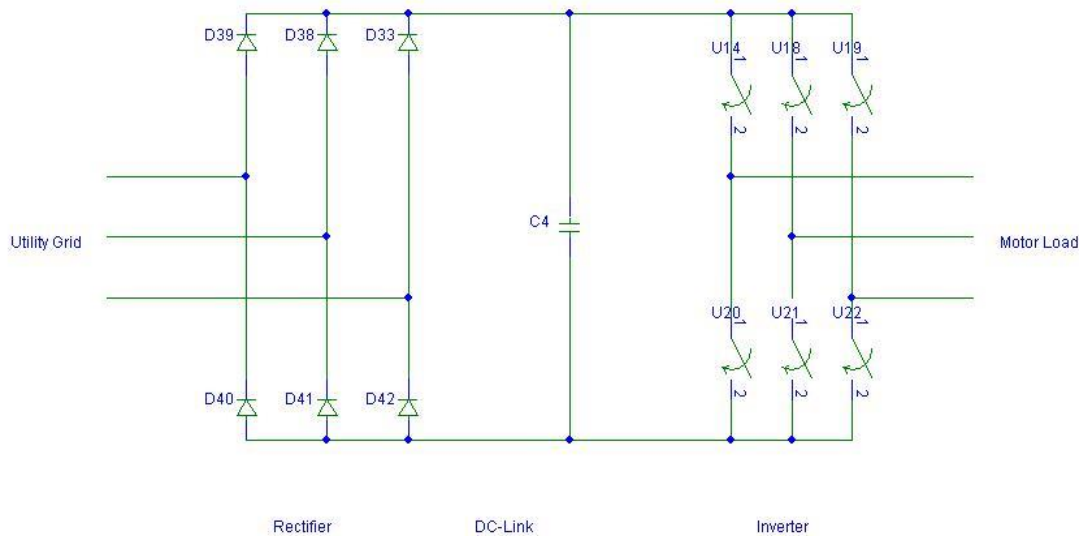 D39
D38
D33
U14
1
U18
1
U19
1
2
2
2
C4
Utility Grid
Motor Load
U20
1
U21
1
U22
1
D40
D41
D42
2
2
2
Rectifier
DC-Link
Inverter